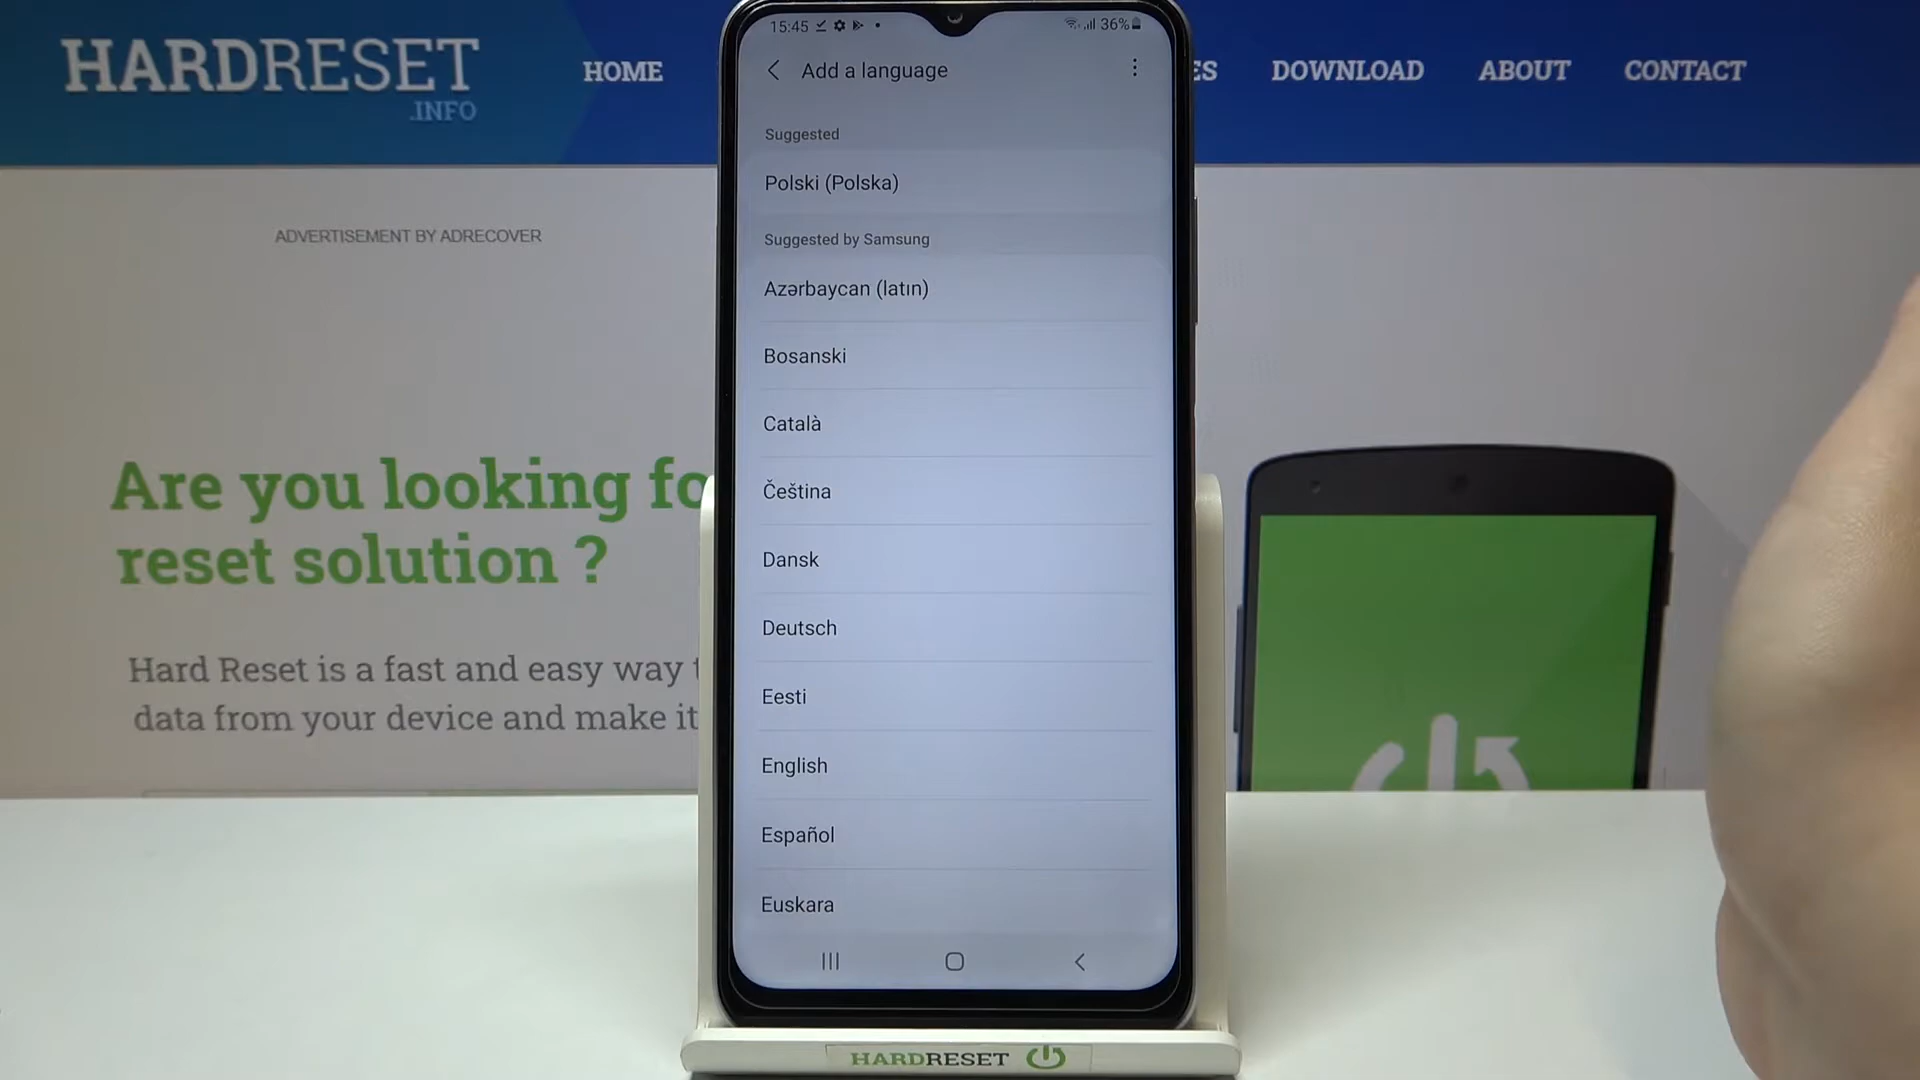 HARDRESET
.INFO
HOME
ES
DOWNLOAD
ABOUT
CONTACT
ADVERTISEMENT BY ADRECOVER
Are you looking fo
reset solution ?
Hard Reset is a fast and easy way t
data from your device and make it
15:45
36%
Add a language
Suggested
Polski (Polska)
Suggested by Samsung
Azərbaycan (latın)
Bosanski
Català
Čeština
Dansk
Deutsch
Eesti
English
Español
Euskara
HARDRESET